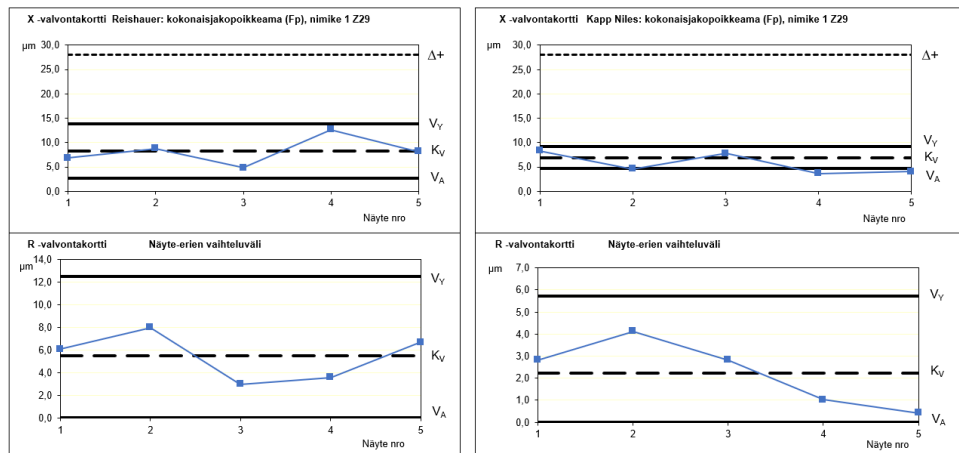 X -valvontakortti Reishauer: kokonaisjakopoikkeama (Fp), nimike 1 Z29
µm
30,0
25,0
20,0
15,0
10,0
5,0
0,0
Δ+
VY
KV
VA
1 2 3 4 5
Näyte nro
X -valvontakortti Kapp Niles: kokonaisjakopoikkeama (Fp), nimike 1 Z29
µm
30,0
25,0
20,0
15,0
10,0
5,0
0,0
Δ+
VY
KV
VA
1 2 3 4 5
Näyte nro
R -valvontakortti Näyte-erien vaihteluväli
µm
14,0
12,0
10,0
8,0
6,0
4,0
2,0
0,0
VY
KV
VA
1 2 3 4 5
Näyte nro
R -valvontakortti Näyte-erien vaihteluväli
µm
7,0
6,0
5,0
4,0
3,0
2,0
1,0
0,0
VY
KV
VA
1 2 3 4 5
Näyte nro